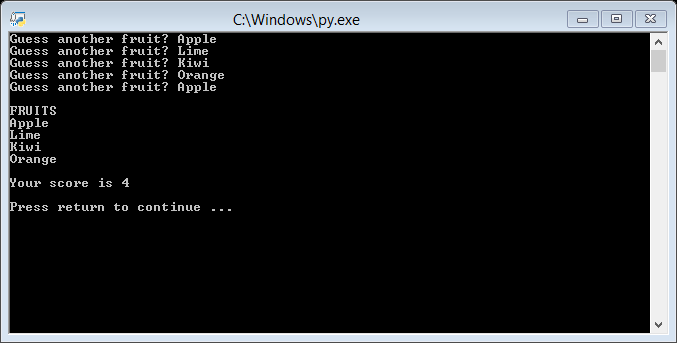 C:\Windows\py.exe
Guess another fruit? Apple
Guess another fruit? Lime
Guess another fruit? Kiwi
Guess another fruit? Orange
Guess another fruit? Apple
FRUITS
Apple
Lime
Kiwi
Orange
Your score is 4
Press return to continue ...